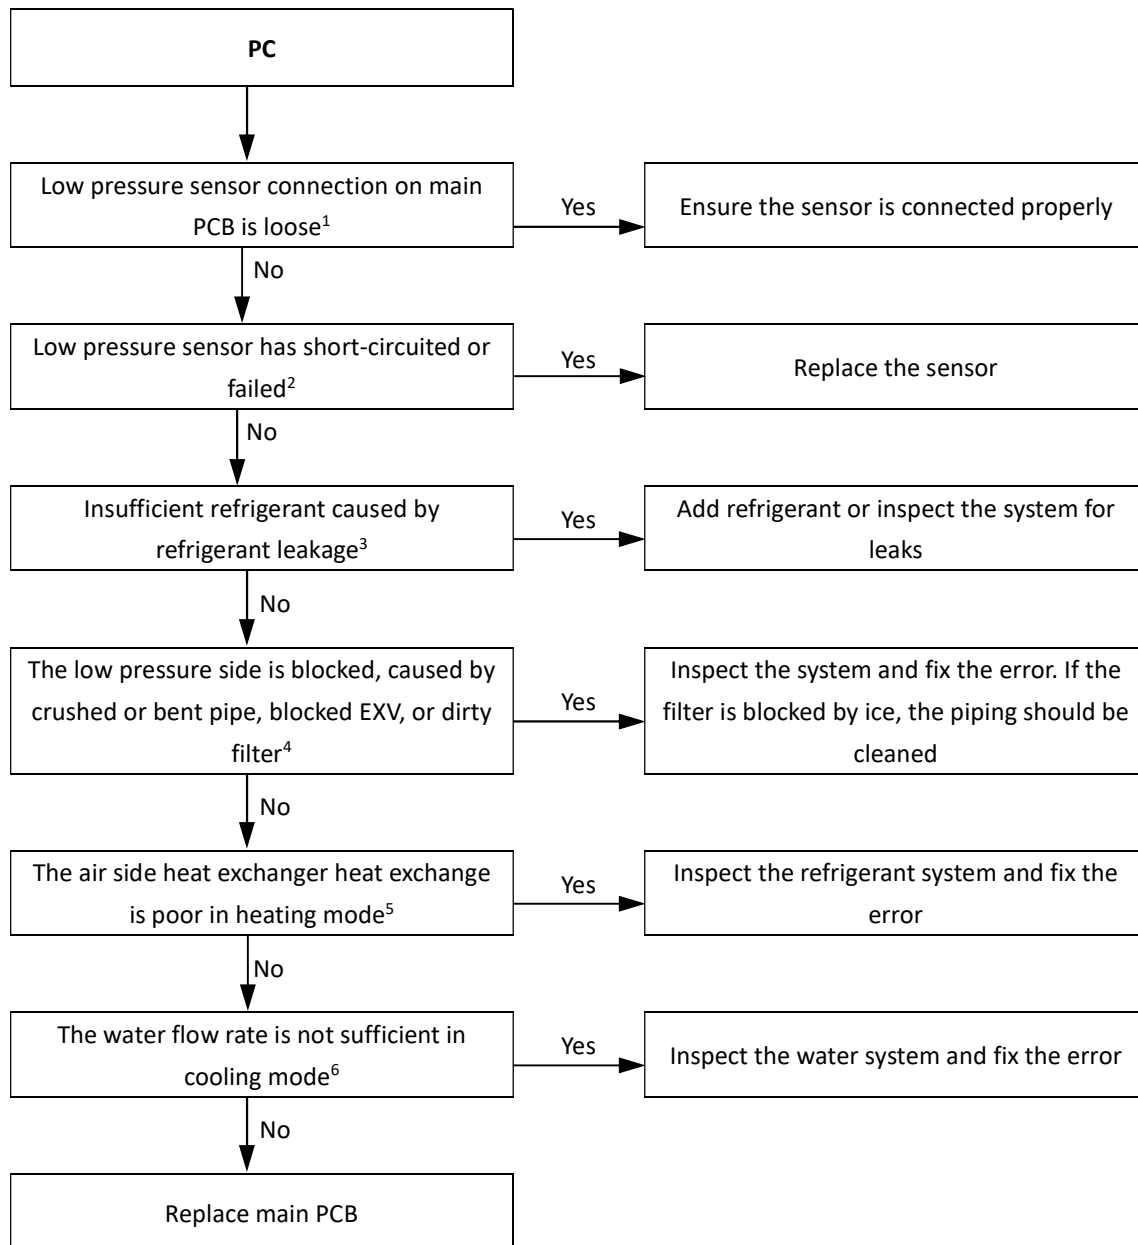 PC
Low pressure sensor connection on main
PCB is loose¹
Yes
Ensure the sensor is connected properly
No
Low pressure sensor has short-circuited or
failed²
Yes
Replace the sensor
No
Insufficient refrigerant caused by
refrigerant leakage³
Yes
Add refrigerant or inspect the system for
leaks
No
The low pressure side is blocked, caused by
crushed or bent pipe, blocked EXV, or dirty
filter⁴
Yes
Inspect the system and fix the error. If the
filter is blocked by ice, the piping should be
cleaned
No
The air side heat exchanger heat exchange
is poor in heating mode⁵
Yes
Inspect the refrigerant system and fix the
error
No
The water flow rate is not sufficient in
cooling mode⁶
Yes
Inspect the water system and fix the error
No
Replace main PCB